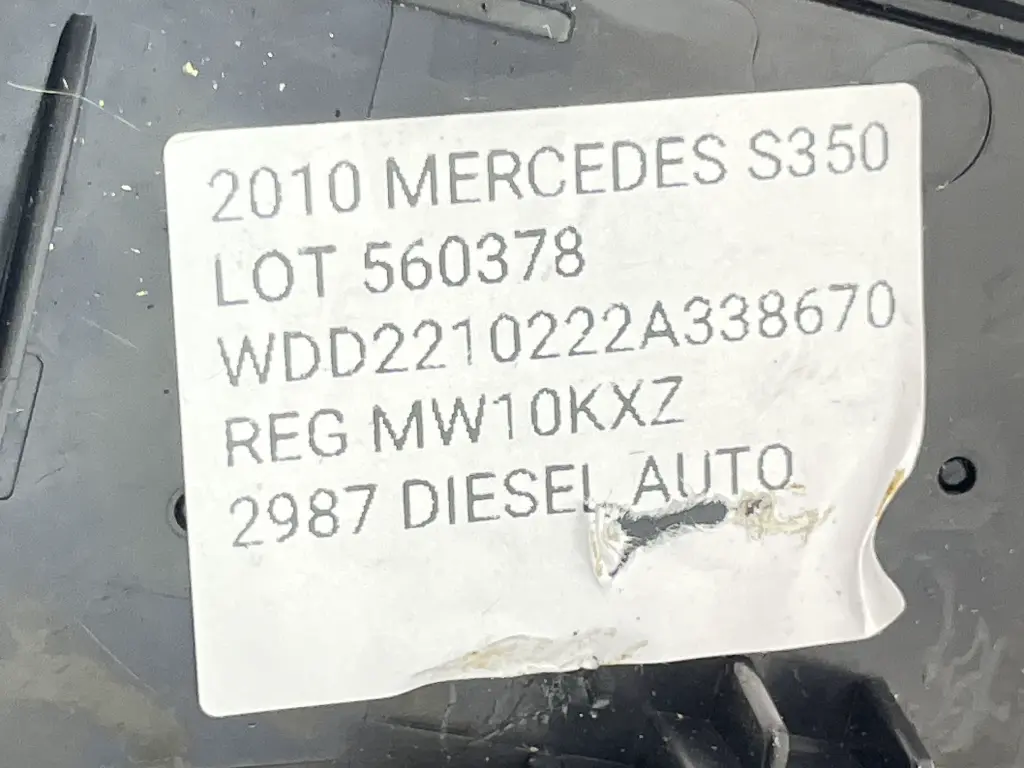 2010 MERCEDES S350
LOT 560378
WDD2210222A338670
REG MW10KXZ
2987 DIESEL AUTO